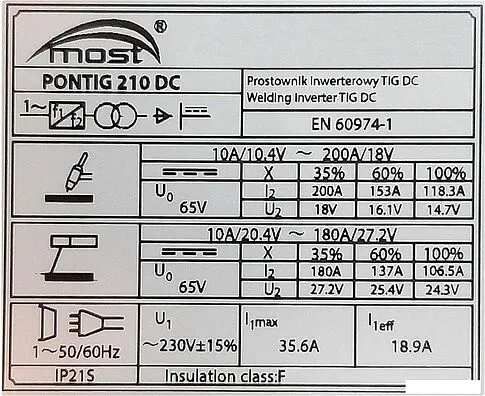 most®
PONTIG 210 DC
Prostownik inwerterowy TIG DC
Welding Inverter TIG DC
1~ f1 f2
EN 60974-1
10A/10.4V ~ 200A/18V
X 35% 60% 100%
U0 65V
I2 200A 153A 118.3A
U2 18V 16.1V 14.7V
10A/20.4V ~ 180A/27.2V
X 35% 60% 100%
U0 65V
I2 180A 137A 106.5A
U2 27.2V 25.4V 24.3V
1~50/60Hz
U1 ~230V±15%
I1max 35.6A
I1eff 18.9A
IP21S
Insulation class:F